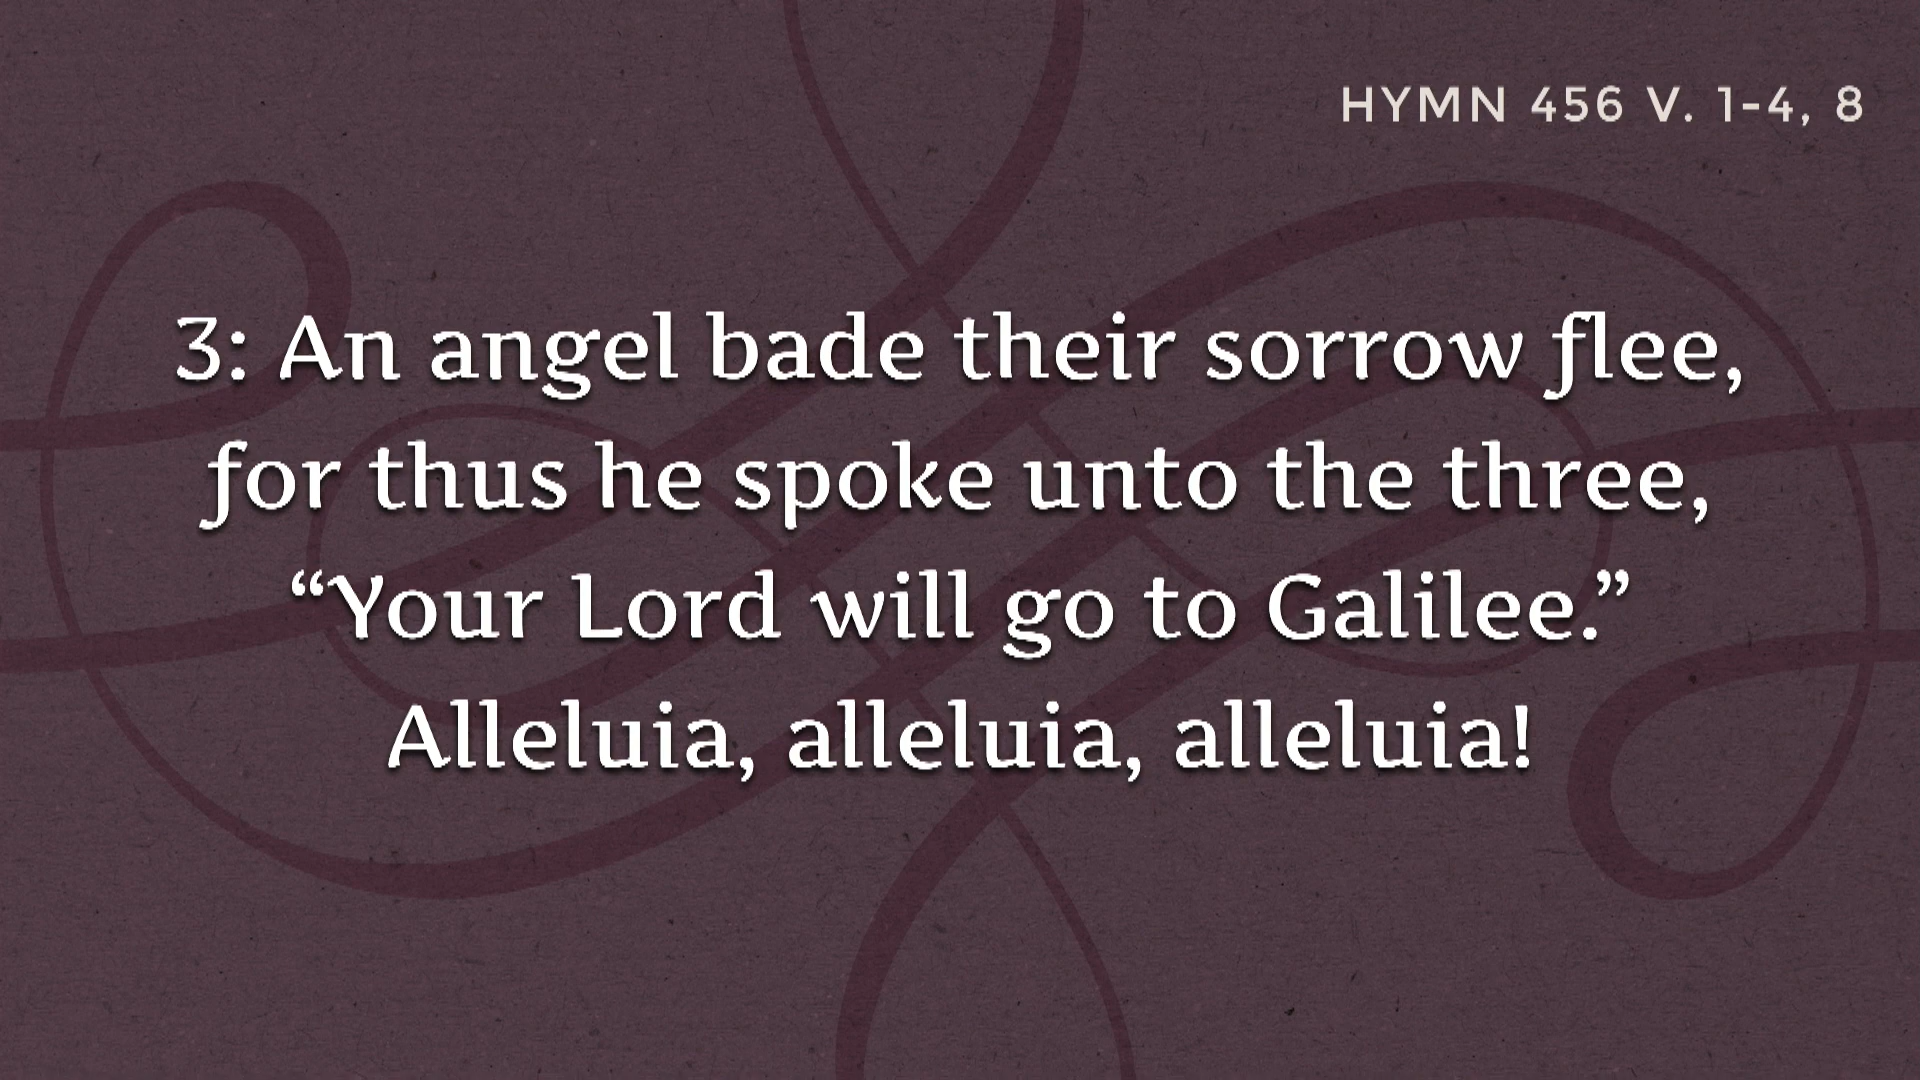 HYMN 456 V. 1-4, 8
3: An angel bade their sorrow flee,
for thus he spoke unto the three,
“Your Lord will go to Galilee.”
Alleluia, alleluia, alleluia!